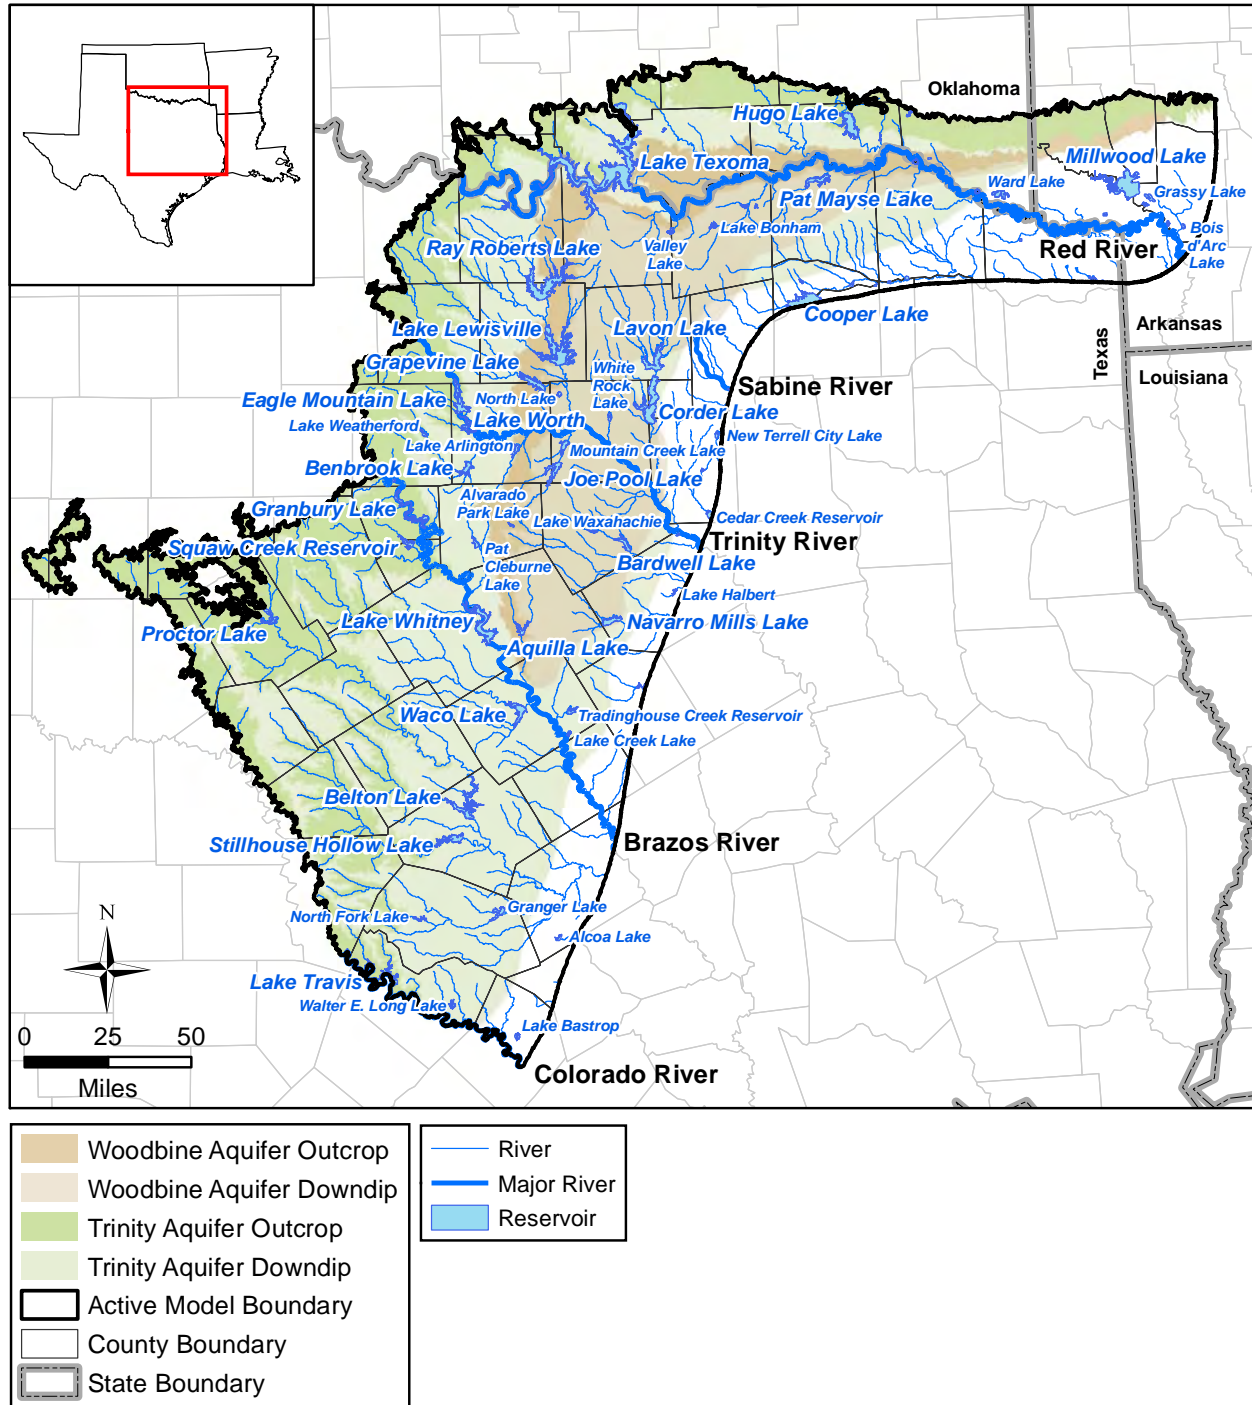 Oklahoma
Hugo Lake
Lake Texoma
Millwood Lake
Ward Lake
Grassy Lake
Pat Mayse Lake
Lake Bonham
Bois
d'Arc
Lake
Red River
Valley
Lake
Ray Roberts Lake
Cooper Lake
Arkansas
Texas
Louisiana
Lake Lewisville
Lavon Lake
Grapevine Lake
White
Rock
Lake
Sabine River
Eagle Mountain Lake
North Lake
Corder Lake
Lake Weatherford
Lake Worth
New Terrell City Lake
Lake Arlington
Mountain Creek Lake
Benbrook Lake
Joe Pool Lake
Alvarado
Park Lake
Granbury Lake
Lake Waxahachie
Cedar Creek Reservoir
Squaw Creek Reservoir
Trinity River
Pat
Cleburne
Lake
Bardwell Lake
Lake Halbert
Proctor Lake
Lake Whitney
Navarro Mills Lake
Aquilla Lake
Waco Lake
Tradinghouse Creek Reservoir
Lake Creek Lake
Belton Lake
Brazos River
Stillhouse Hollow Lake
N
North Fork Lake
Granger Lake
Alcoa Lake
Lake Travis
Walter E. Long Lake
Lake Bastrop
0 25 50
Miles
Colorado River
Woodbine Aquifer Outcrop
Woodbine Aquifer Downdip
Trinity Aquifer Outcrop
Trinity Aquifer Downdip
Active Model Boundary
County Boundary
State Boundary
River
Major River
Reservoir